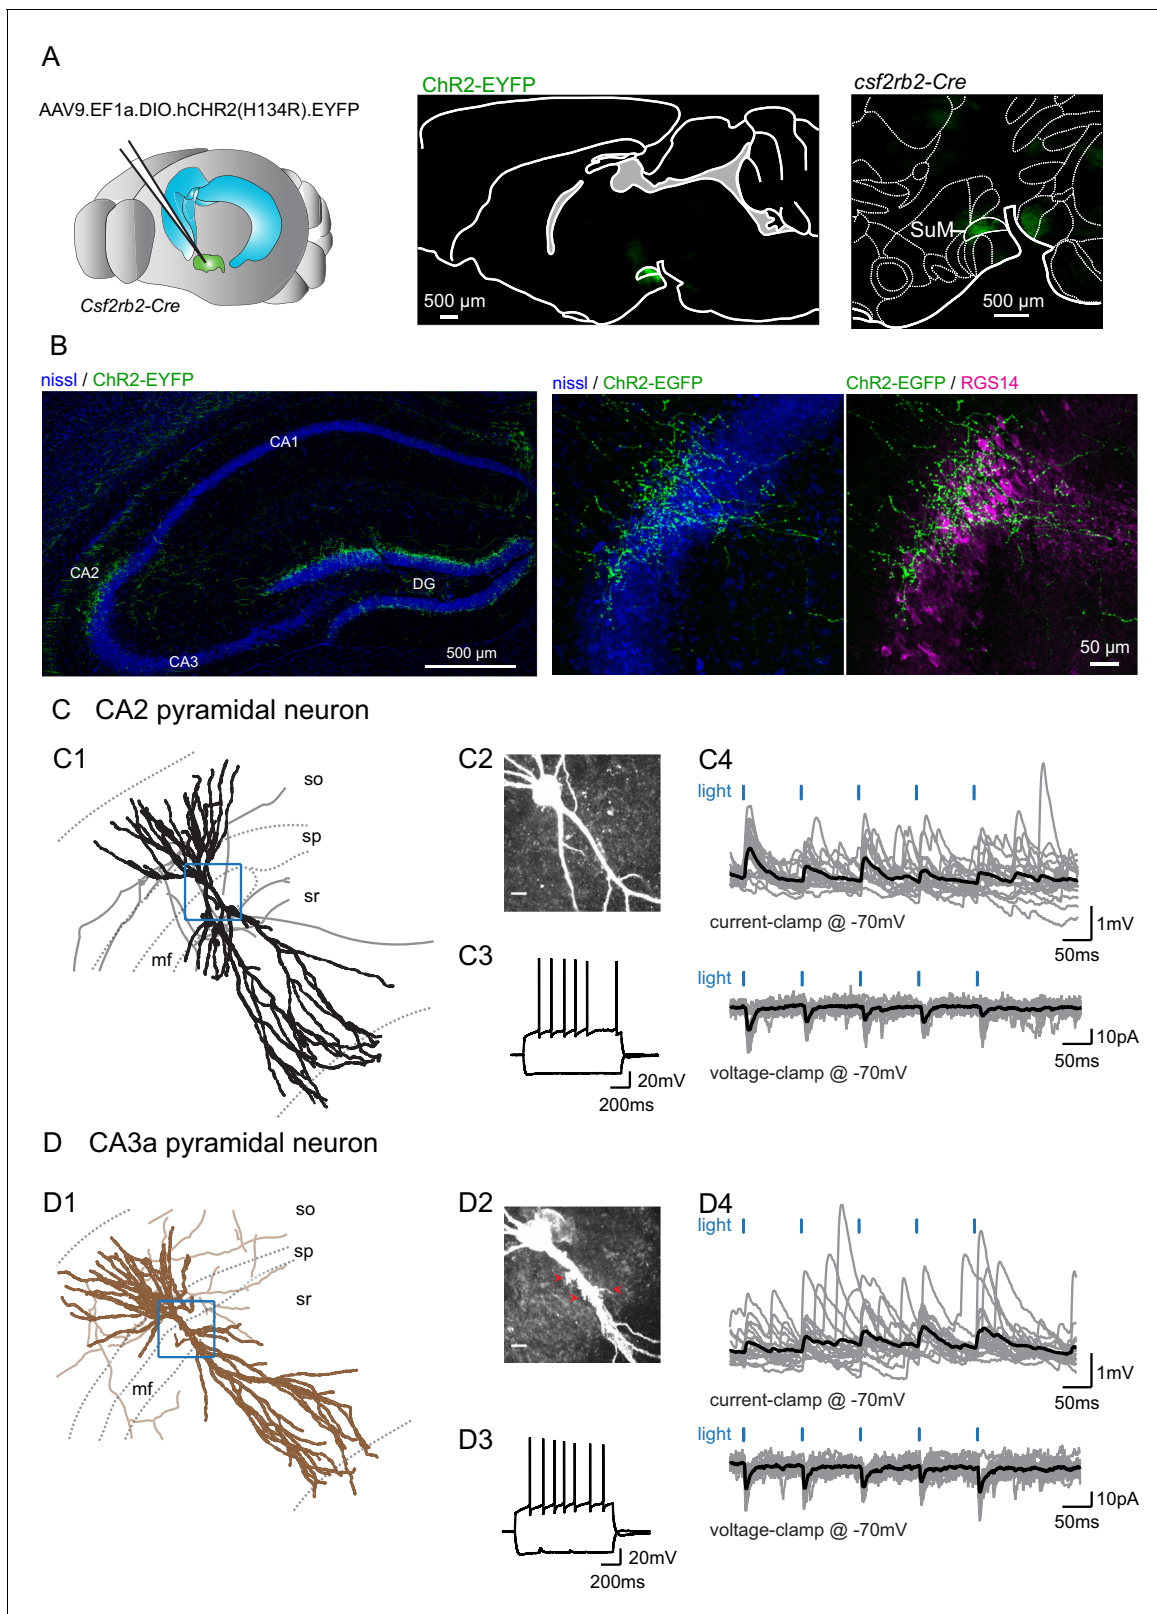 A
AAV9.EF1a.DIO.hCHR2(H134R).EYFP
Csf2rb2-Cre
ChR2-EYFP
500 µm
csf2rb2-Cre
SuM
500 µm
B
nissl / ChR2-EYFP
CA1
CA2
DG
CA3
500 µm
nissl / ChR2-EGFP
ChR2-EGFP / RGS14
50 µm
C CA2 pyramidal neuron
C1
so
sp
sr
mf
C2
C3
20mV
200ms
C4
light
current-clamp @ -70mV
1mV
50ms
light
10pA
50ms
voltage-clamp @ -70mV
D CA3a pyramidal neuron
D1
so
sp
sr
mf
D2
D3
20mV
200ms
D4
light
1mV
current-clamp @ -70mV
50ms
light
10pA
voltage-clamp @ -70mV
50ms